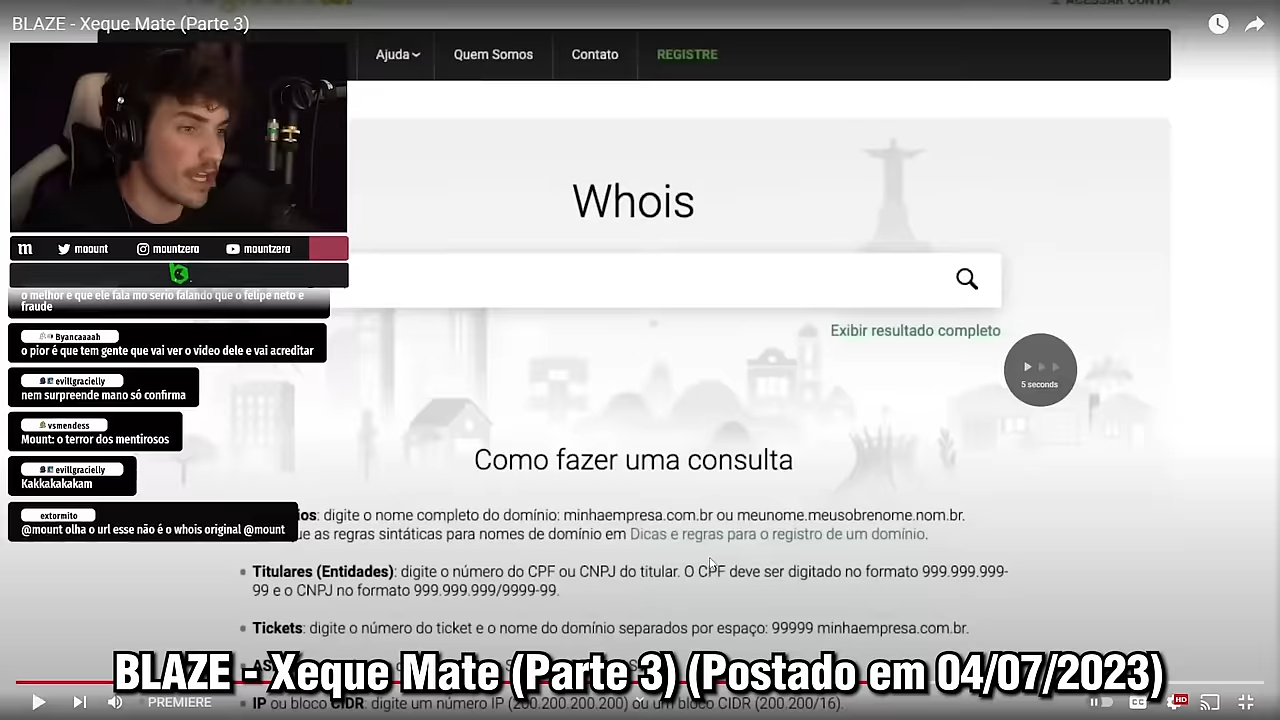 BLAZE - Xeque Mate (Parte 3)
Ajuda
Quem Somos
Contato
REGISTRE
Whois
m
moount
mountzera
mountzera
o melhor e que ele fala mo serio falando que o felipe neto e
fraude
Exibir resultado completo
Byancaaaah
o pior é que tem gente que vai ver o video dele e vai acreditar
5 seconds
evillgracielly
nem surpreende mano só confirma
vsmendess
Mount: o terror dos mentirosos
Como fazer uma consulta
evillgracielly
Kakkakakakam
extormito
@mount olha o url esse não é o whois original @mount
ios: digite o nome completo do domínio: minhaempresa.com.br ou meunome.meusobrenome.nom.br.
ue as regras sintáticas para nomes de domínio em Dicas e regras para o registro de um domínio.
Titulares (Entidades): digite o número do CPF ou CNPJ do titular. O CPF deve ser digitado no formato 999.999.999-
99 e o CNPJ no formato 999.999.999/9999-99.
Tickets: digite o número do ticket e o nome do domínio separados por espaço: 99999 minhaempresa.com.br.
BLAZE - Xeque Mate (Parte 3) (Postado em 04/07/2023)
PREMIERE
IP ou bloco CIDR: digite um número IP (200.200.200.200) ou um bloco CIDR (200.200/16).
CC
HD